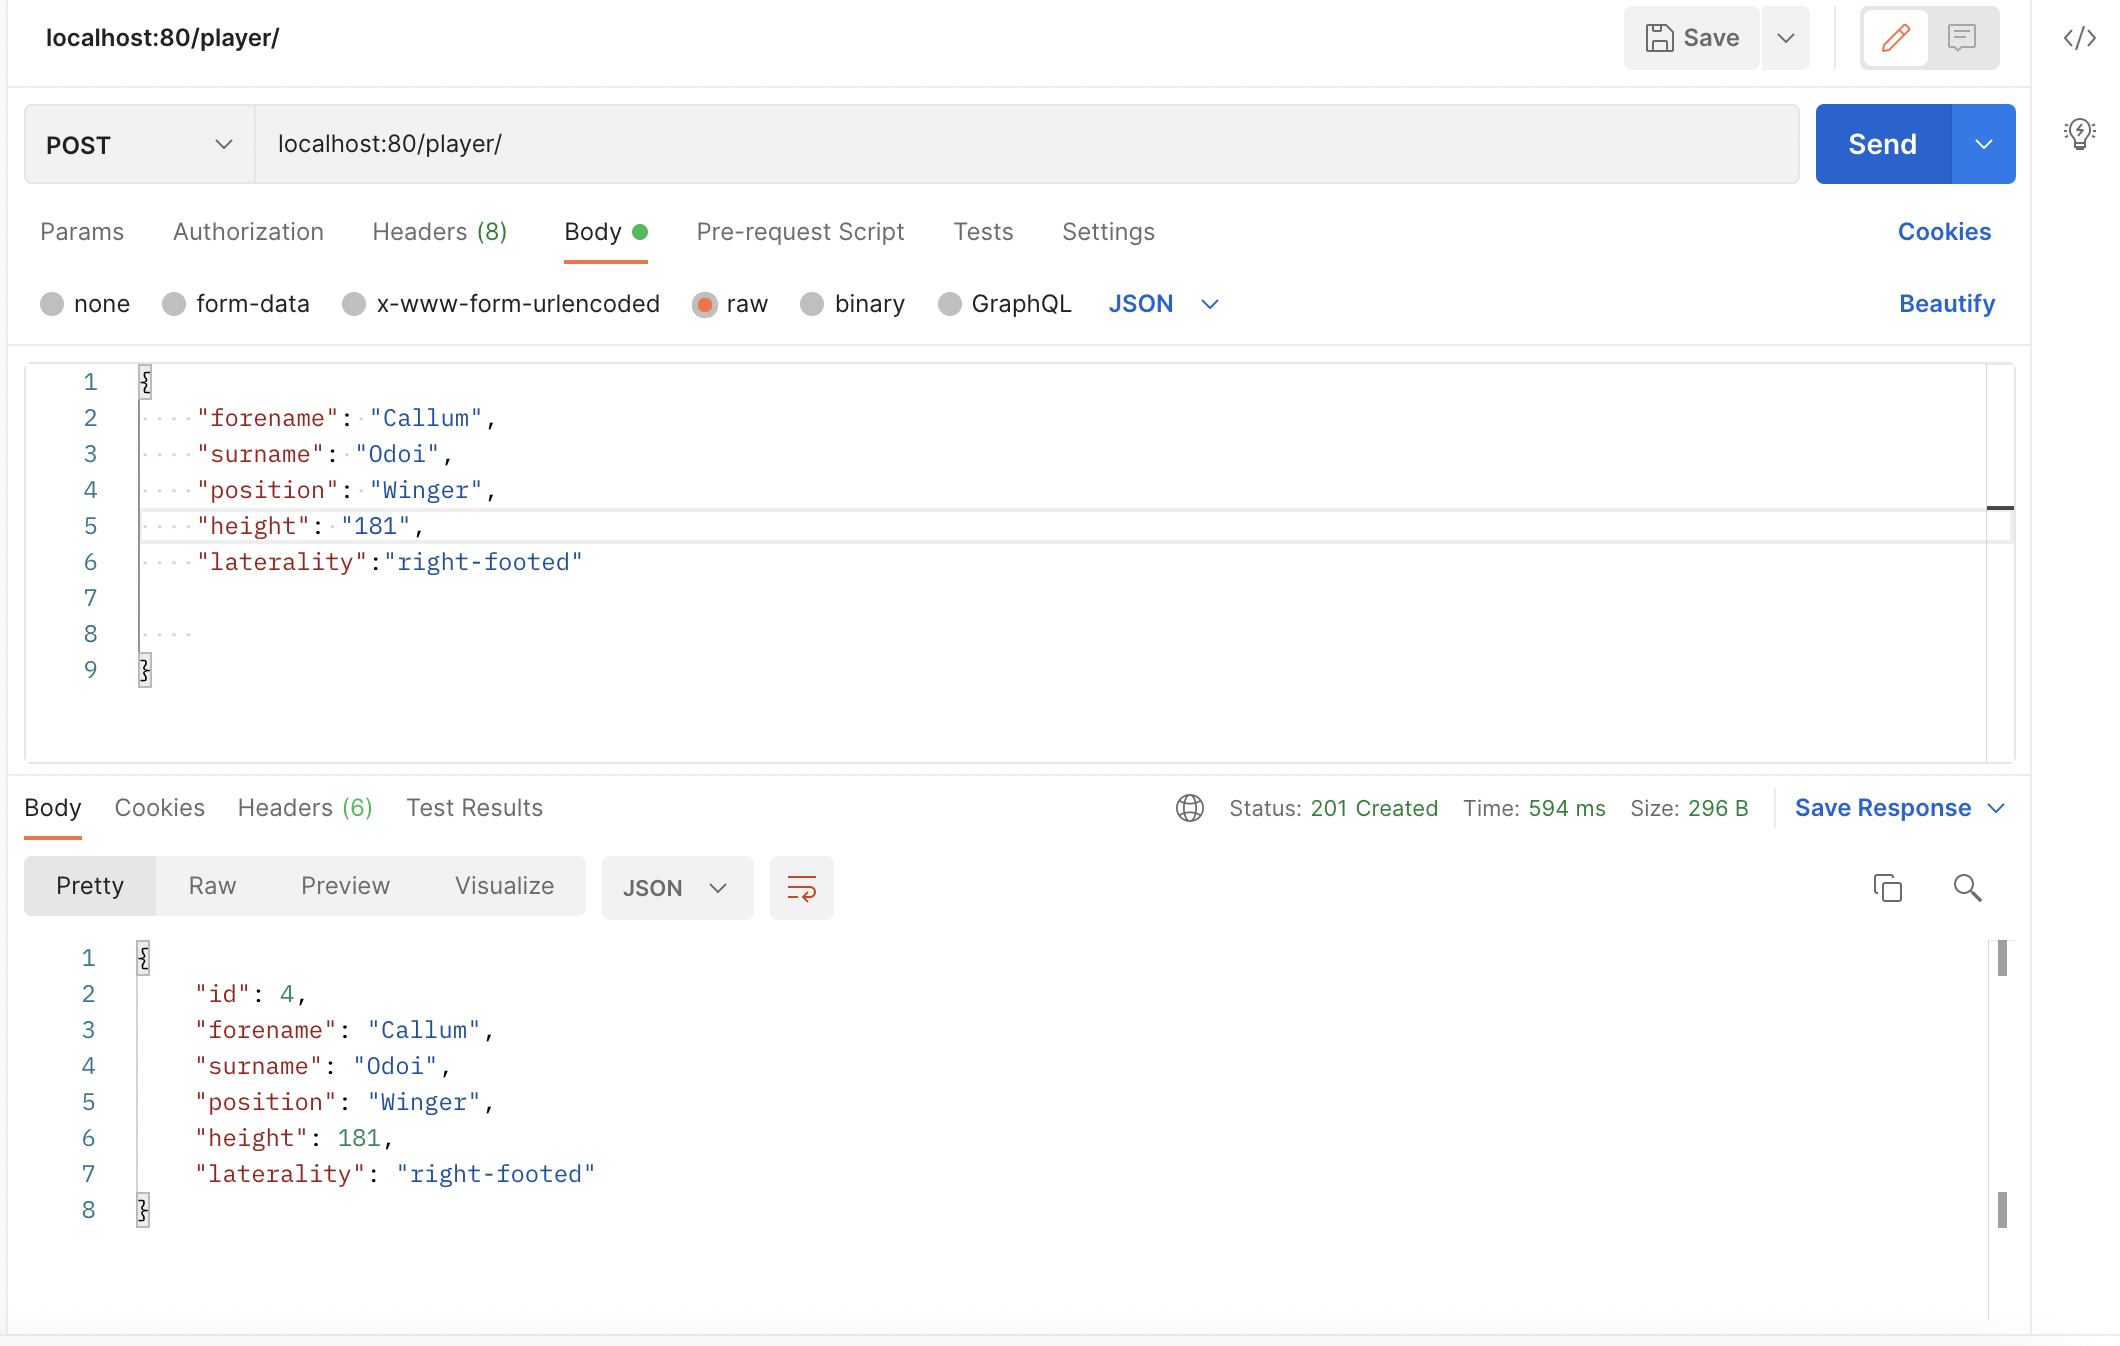 localhost:80/player/
Save
POST localhost:80/player/ Send
Params Authorization Headers (8) Body Pre-request Script Tests Settings Cookies
none form-data x-www-form-urlencoded raw binary GraphQL JSON Beautify
1 {
2 "forename": "Callum",
3 "surname": "Odoi",
4 "position": "Winger",
5 "height": "181",
6 "laterality":"right-footed"
7
8
9 }
Body Cookies Headers (6) Test Results Status: 201 Created Time: 594 ms Size: 296 B Save Response
Pretty Raw Preview Visualize JSON
1 {
2 "id": 4,
3 "forename": "Callum",
4 "surname": "Odoi",
5 "position": "Winger",
6 "height": 181,
7 "laterality": "right-footed"
8 }